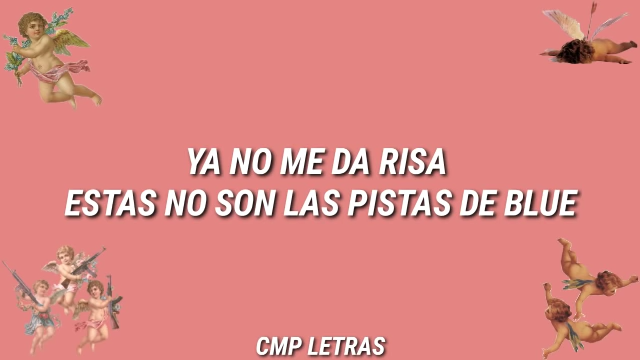 YA NO ME DA RISA
ESTAS NO SON LAS PISTAS DE BLUE
CMP LETRAS